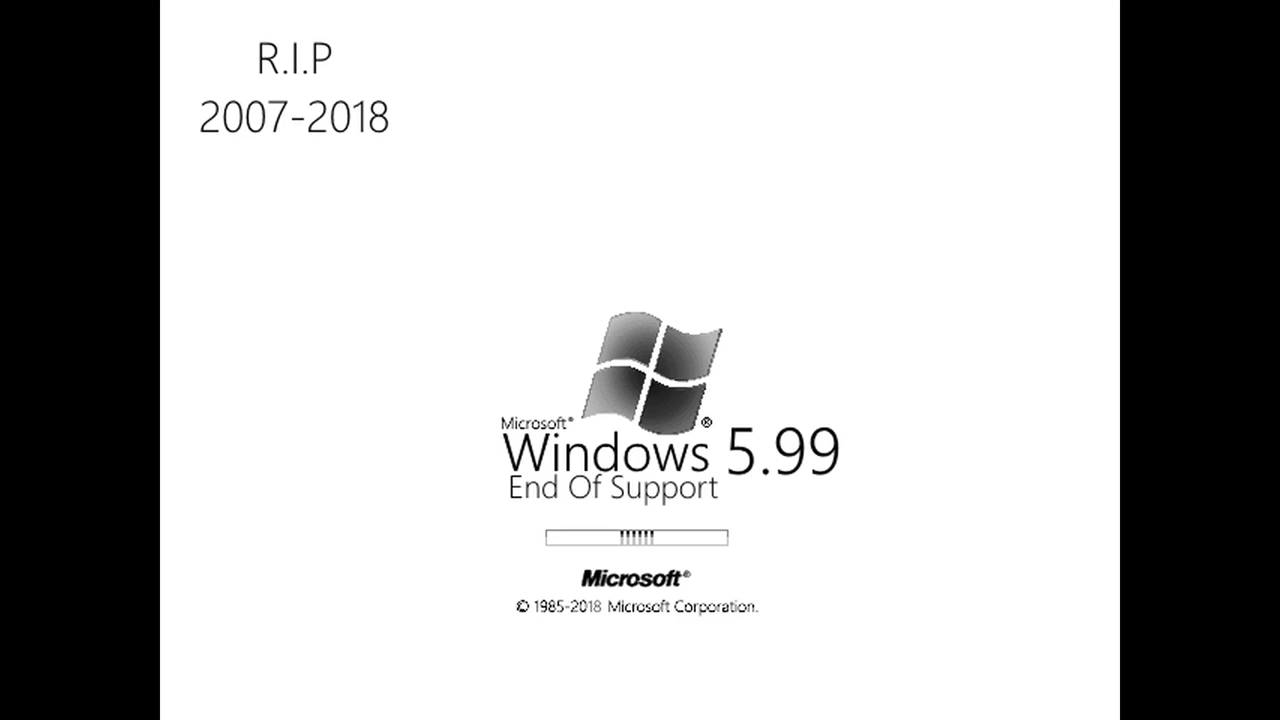 R.I.P
2007-2018
Microsoft®
®
Windows 5.99
End Of Support
Microsoft®
© 1985-2018 Microsoft Corporation.